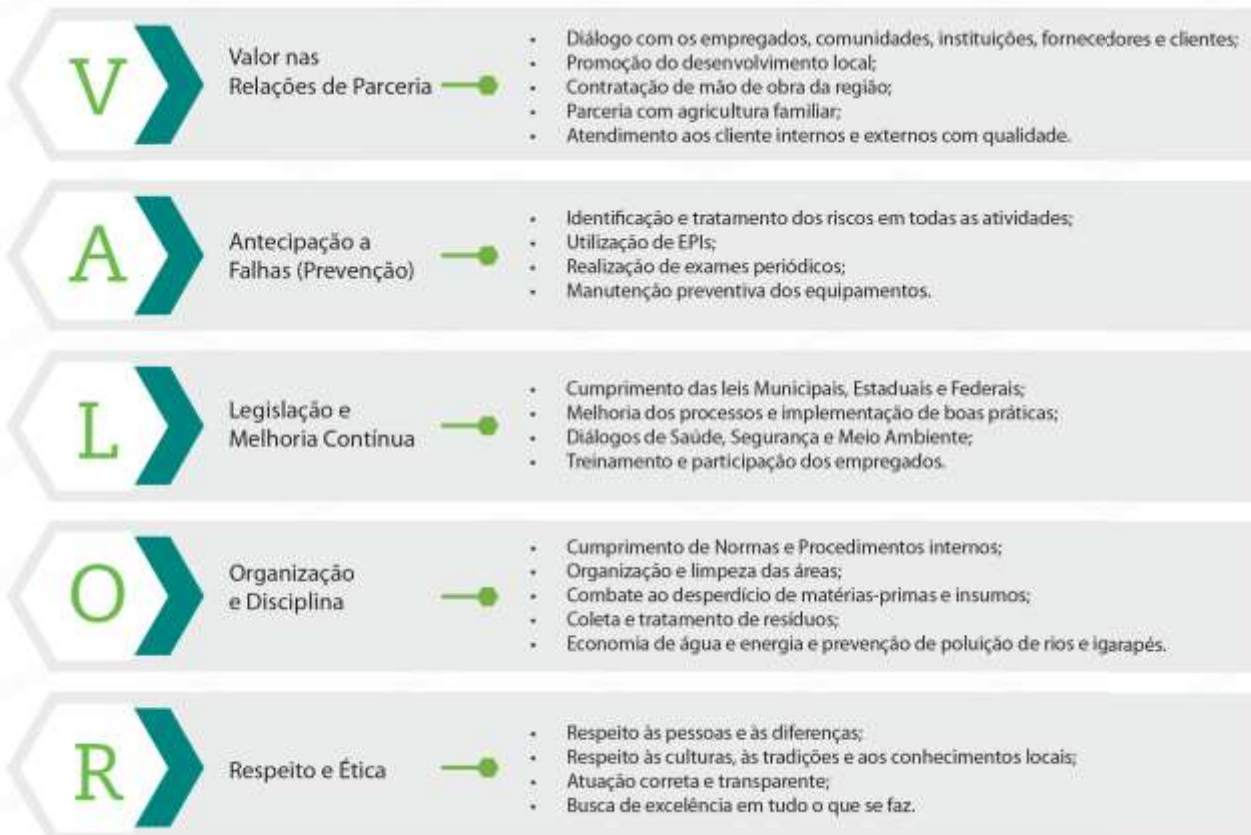 V
Valor nas
Relações de Parceria
• Diálogo com os empregados, comunidades, instituições, fornecedores e clientes;
• Promoção do desenvolvimento local;
• Contratação de mão de obra da região;
• Parceria com agricultura familiar;
• Atendimento aos cliente internos e externos com qualidade.
A
Antecipação a
Falhas (Prevenção)
• Identificação e tratamento dos riscos em todas as atividades;
• Utilização de EPIs;
• Realização de exames periódicos;
• Manutenção preventiva dos equipamentos.
L
Legislação e
Melhoria Contínua
• Cumprimento das leis Municipais, Estaduais e Federais;
• Melhoria dos processos e implementação de boas práticas;
• Diálogos de Saúde, Segurança e Meio Ambiente;
• Treinamento e participação dos empregados.
O
Organização
e Disciplina
• Cumprimento de Normas e Procedimentos internos;
• Organização e limpeza das áreas;
• Combate ao desperdício de matérias-primas e insumos;
• Coleta e tratamento de resíduos;
• Economia de água e energia e prevenção de poluição de rios e igarapés.
R
Respeito e Ética
• Respeito às pessoas e às diferenças;
• Respeito às culturas, às tradições e aos conhecimentos locais;
• Atuação correta e transparente;
• Busca de excelência em tudo o que se faz.